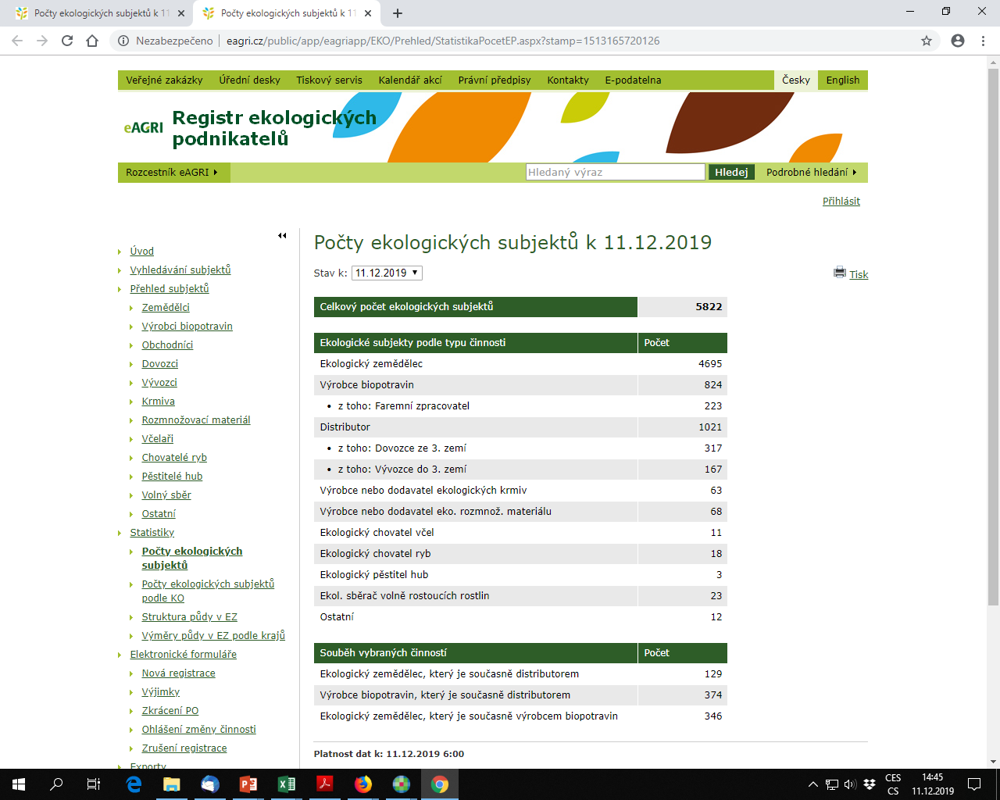 Počty ekologických subjektů k 11
Počty ekologických subjektů k 11
Nezabezpečeno
eagri.cz/public/app/eagriapp/EKO/Prehled/StatistikaPocetEP.aspx?stamp=1513165720126
Veřejné zakázky Úřední desky Tiskový servis Kalendář akcí Právní předpisy Kontakty E-podatelna Česky English
eAGRI
Registr ekologických
podnikatelů
Rozcestník eAGRI Hledaný výraz Hledej Podrobné hledání
Přihlásit
Úvod
Vyhledávání subjektů
Přehled subjektů
Zemědělci
Výrobci biopotravin
Obchodníci
Dovozci
Vývozci
Krmiva
Rozmnožovací materiál
Včelaři
Chovatelé ryb
Pěstitelé hub
Volný sběr
Ostatní
Statistiky
Počty ekologických
subjektů
Počty ekologických subjektů
podle KO
Struktura půdy v EZ
Výměry půdy v EZ podle krajů
Elektronické formuláře
Nová registrace
Výjimky
Zkrácení PO
Ohlášení změny činnosti
Zrušení registrace
Exporty
Počty ekologických subjektů k 11.12.2019
Stav k: 11.12.2019 Tisk
Celkový počet ekologických subjektů 5822
Ekologické subjekty podle typu činnosti Počet
Ekologický zemědělec 4695
Výrobce biopotravin 824
• z toho: Faremní zpracovatel 223
Distributor 1021
• z toho: Dovozce ze 3. zemí 317
• z toho: Vývozce do 3. zemí 167
Výrobce nebo dodavatel ekologických krmiv 63
Výrobce nebo dodavatel eko. rozmnož. materiálu 68
Ekologický chovatel včel 11
Ekologický chovatel ryb 18
Ekologický pěstitel hub 3
Ekol. sběrač volně rostoucích rostlin 23
Ostatní 12
Souběh vybraných činností Počet
Ekologický zemědělec, který je současně distributorem 129
Výrobce biopotravin, který je současně distributorem 374
Ekologický zemědělec, který je současně výrobcem biopotravin 346
Platnost dat k: 11.12.2019 6:00
CES
CS
14:45
11.12.2019